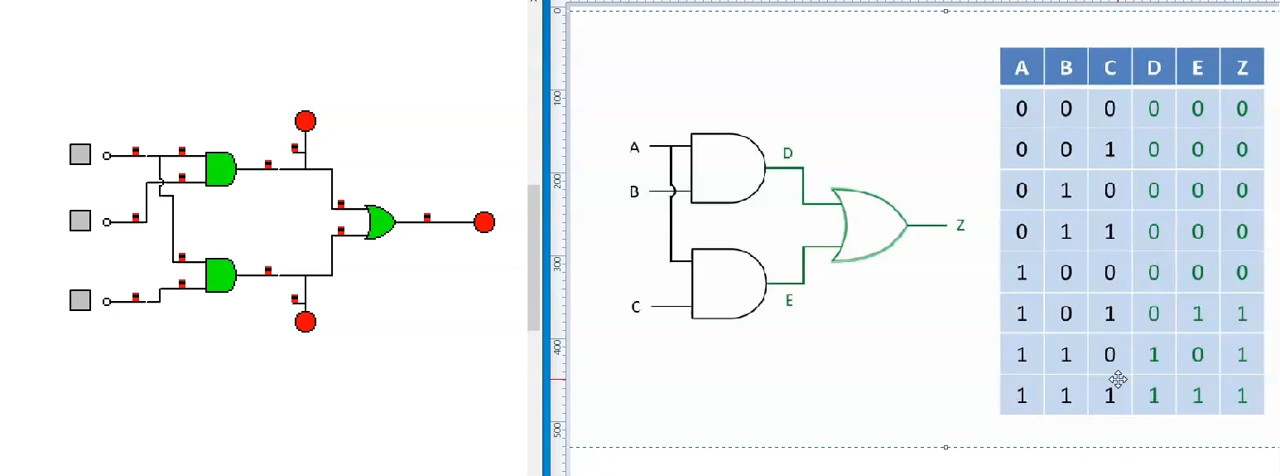 0
100
200
300
400
500
A
B
C
D
E
Z
A B C D E Z
0 0 0 0 0 0
0 0 1 0 0 0
0 1 0 0 0 0
0 1 1 0 0 0
1 0 0 0 0 0
1 0 1 0 1 1
1 1 0 1 0 1
1 1 1 1 1 1